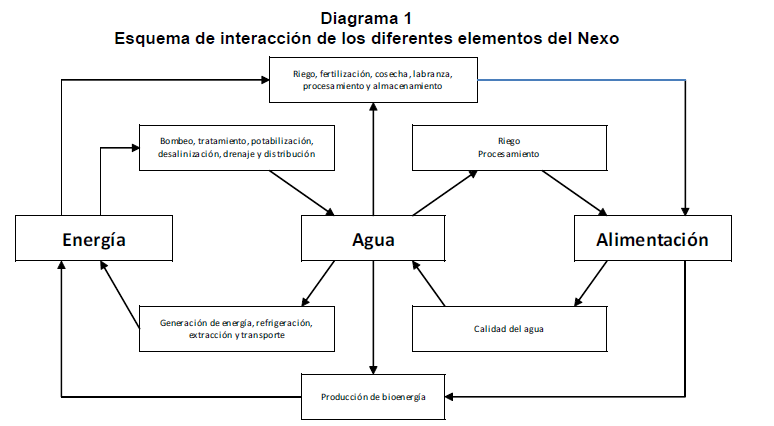 Diagrama 1
Esquema de interacción de los diferentes elementos del Nexo
Riego, fertilización, cosecha, labranza,
procesamiento y almacenamiento
Bombeo, tratamiento, potabilización,
desalinización, drenaje y distribución
Riego
Procesamiento
Energía
Agua
Alimentación
Generación de energía, refrigeración,
extracción y transporte
Calidad del agua
Producción de bioenergía